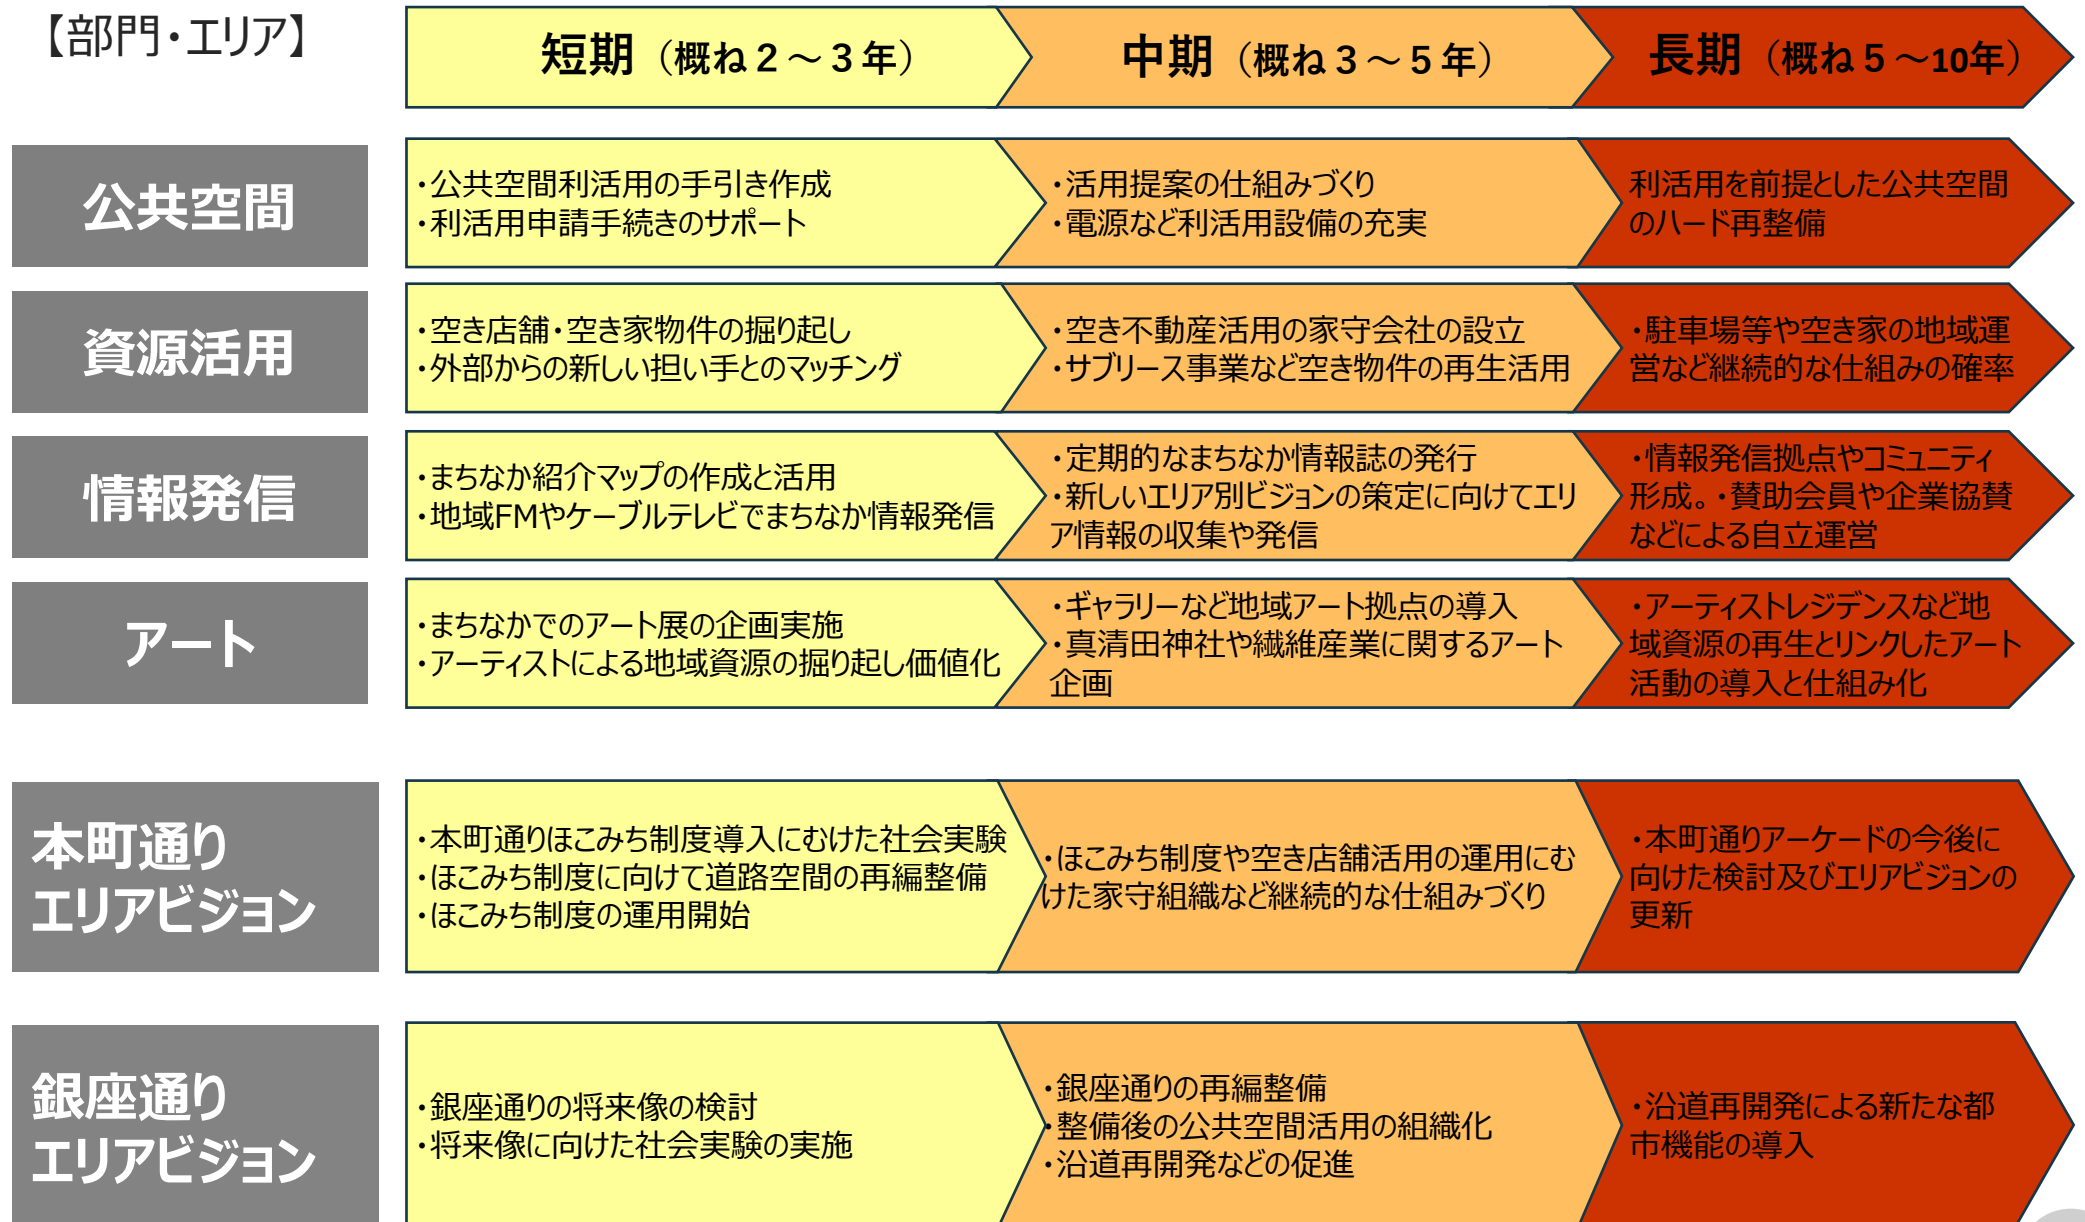 【部門・エリア】
短期（概ね２～３年）
中期（概ね３～５年）
長期（概ね５～10年）
公共空間
・公共空間利活用の手引き作成
・利活用申請手続きのサポート
・活用提案の仕組みづくり
・電源など利活用設備の充実
利活用を前提とした公共空間
のハード再整備
資源活用
・空き店舗・空き家物件の掘り起し
・外部からの新しい担い手とのマッチング
・空き不動産活用の家守会社の設立
・サブリース事業など空き物件の再生活用
・駐車場等や空き家の地域運
営など継続的な仕組みの確率
情報発信
・まちなか紹介マップの作成と活用
・地域FMやケーブルテレビでまちなか情報発信
・定期的なまちなか情報誌の発行
・新しいエリア別ビジョンの策定に向けてエリ
ア情報の収集や発信
・情報発信拠点やコミュニティ
形成。・賛助会員や企業協賛
などによる自立運営
アート
・まちなかでのアート展の企画実施
・アーティストによる地域資源の掘り起し価値化
・ギャラリーなど地域アート拠点の導入
・真清田神社や繊維産業に関するアート
企画
・アーティストレジデンスなど地
域資源の再生とリンクしたアート
活動の導入と仕組み化
本町通り
エリアビジョン
・本町通りほこみち制度導入にむけた社会実験
・ほこみち制度に向けて道路空間の再編整備
・ほこみち制度の運用開始
・ほこみち制度や空き店舗活用の運用にむ
けた家守組織など継続的な仕組みづくり
・本町通りアーケードの今後に
向けた検討及びエリアビジョンの
更新
銀座通り
エリアビジョン
・銀座通りの将来像の検討
・将来像に向けた社会実験の実施
・銀座通りの再編整備
・整備後の公共空間活用の組織化
・沿道再開発などの促進
・沿道再開発による新たな都
市機能の導入